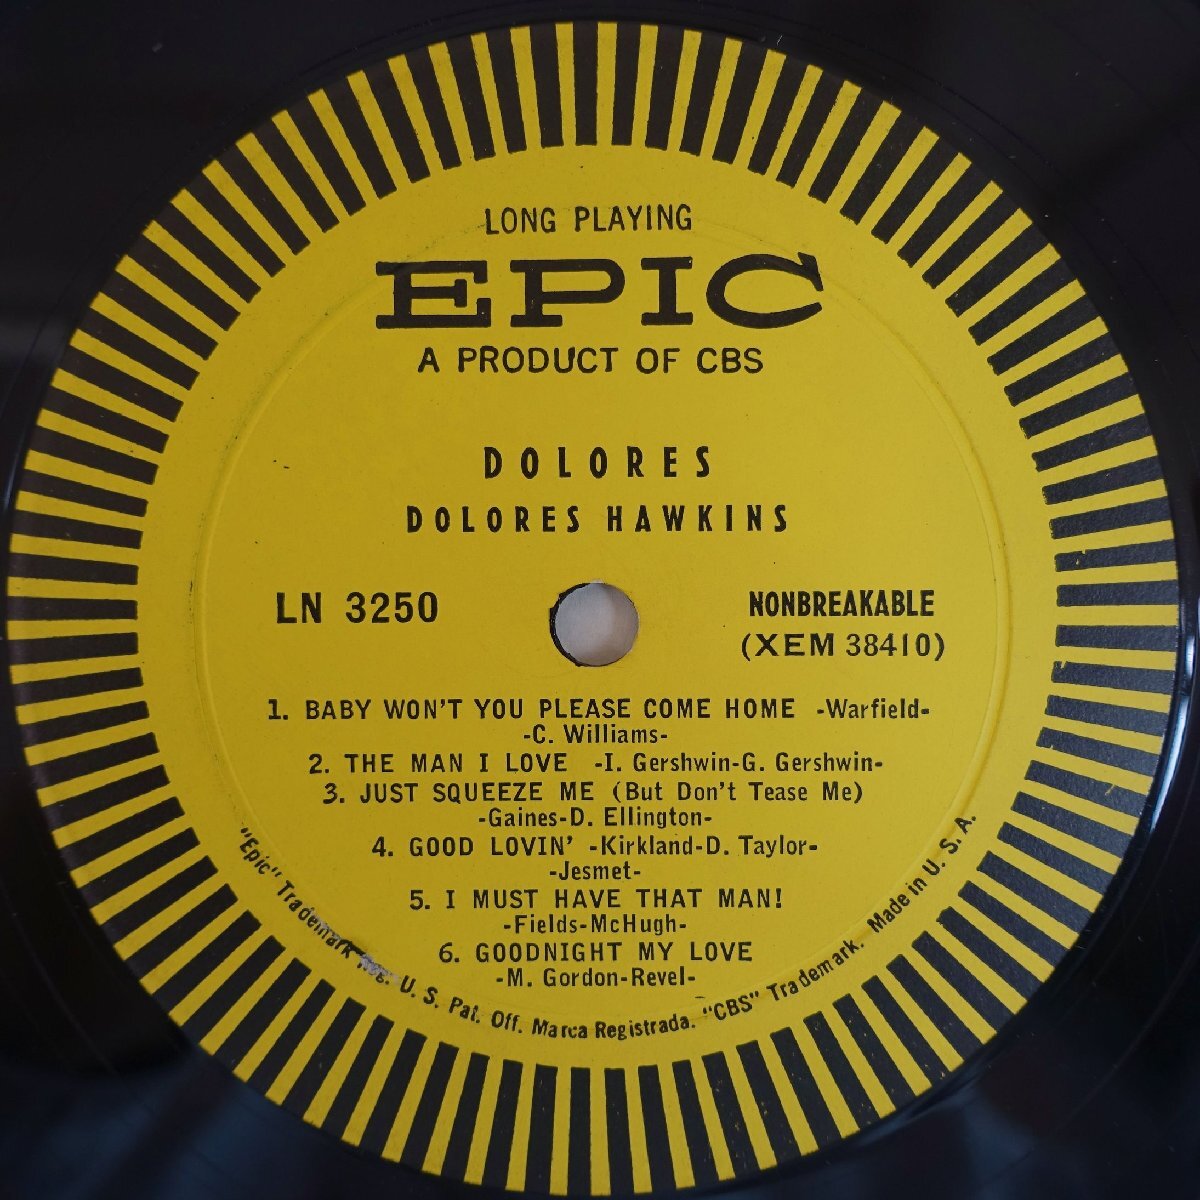 LONG PLAYING
EPIC
A PRODUCT OF CBS
DOLORES
DOLORES HAWKINS
LN 3250
NONBREAKABLE
(XEM 38410)
1. BABY WON'T YOU PLEASE COME HOME -Warfield-
-C. Williams-
2. THE MAN I LOVE -I. Gershwin-G. Gershwin-
3. JUST SQUEEZE ME (But Don't Tease Me)
-Gaines-D. Ellington-
4. GOOD LOVIN' -Kirkland-D. Taylor-
-Jesmet-
5. I MUST HAVE THAT MAN!
-Fields-McHugh-
6. GOODNIGHT MY LOVE
-M. Gordon-Revel-
"Epic" Trademark U. S. Pat. Off. Marca Registrada. "CBS" Trademark. Made in U. S. A.